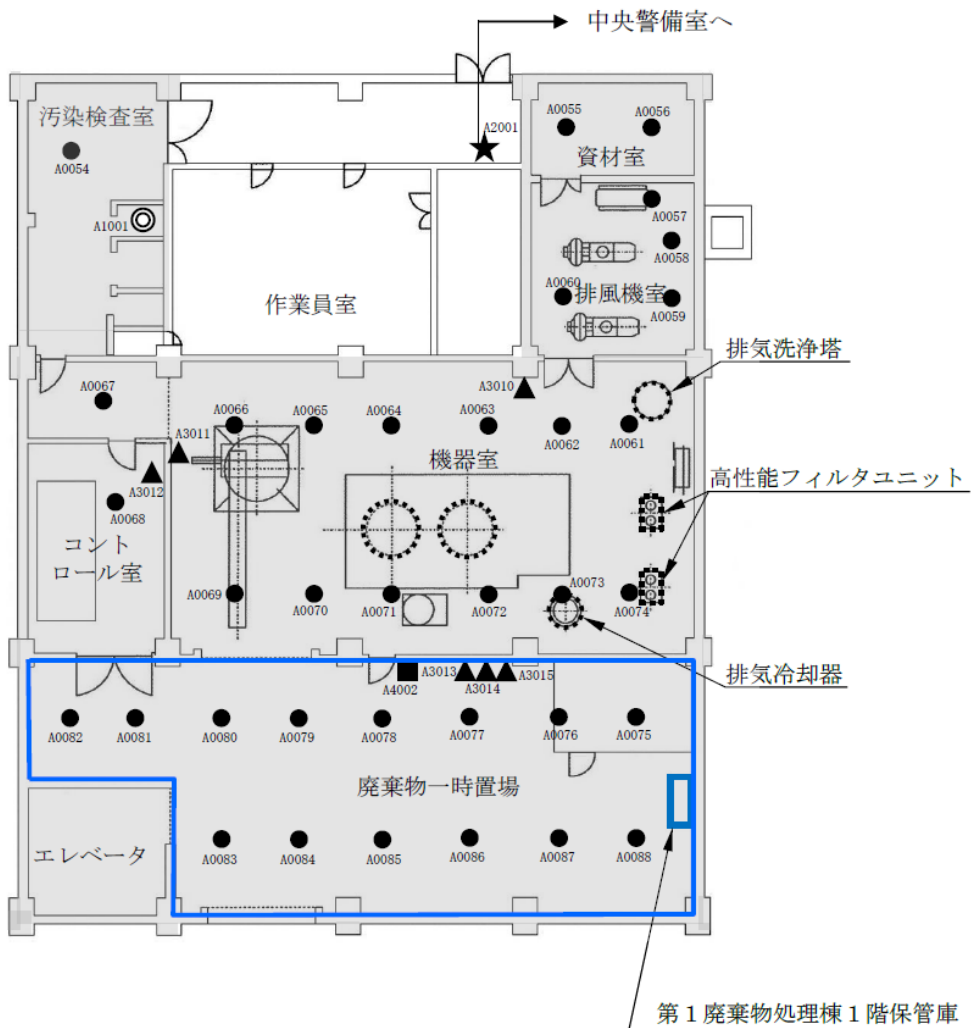 中央警備室へ
汚染検査室
A0054
A1001
A2001
A0055
A0056
資材室
A0057
A0058
A0060
排風機室
A0059
作業員室
排気洗浄塔
A3010
A0067
A0066
A0065
A0064
A0063
A0062
A0061
A3011
機器室
A3012
高性能フィルタユニット
A0068
コント
ロール室
A0069
A0070
A0071
A0072
A0073
A0074
排気冷却器
A4002
A3013
A3014
A3015
A0082
A0081
A0080
A0079
A0078
A0077
A0076
A0075
廃棄物一時置場
エレベータ
A0083
A0084
A0085
A0086
A0087
A0088
第１廃棄物処理棟１階保管庫